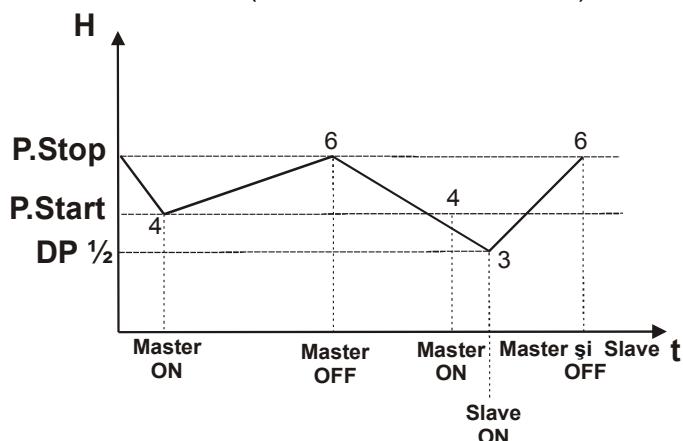 H
P.Stop
6
6
P.Start
4
4
DP ½
3
Master
ON
Master
OFF
Master
ON
Master şi Slave
OFF
t
Slave
ON